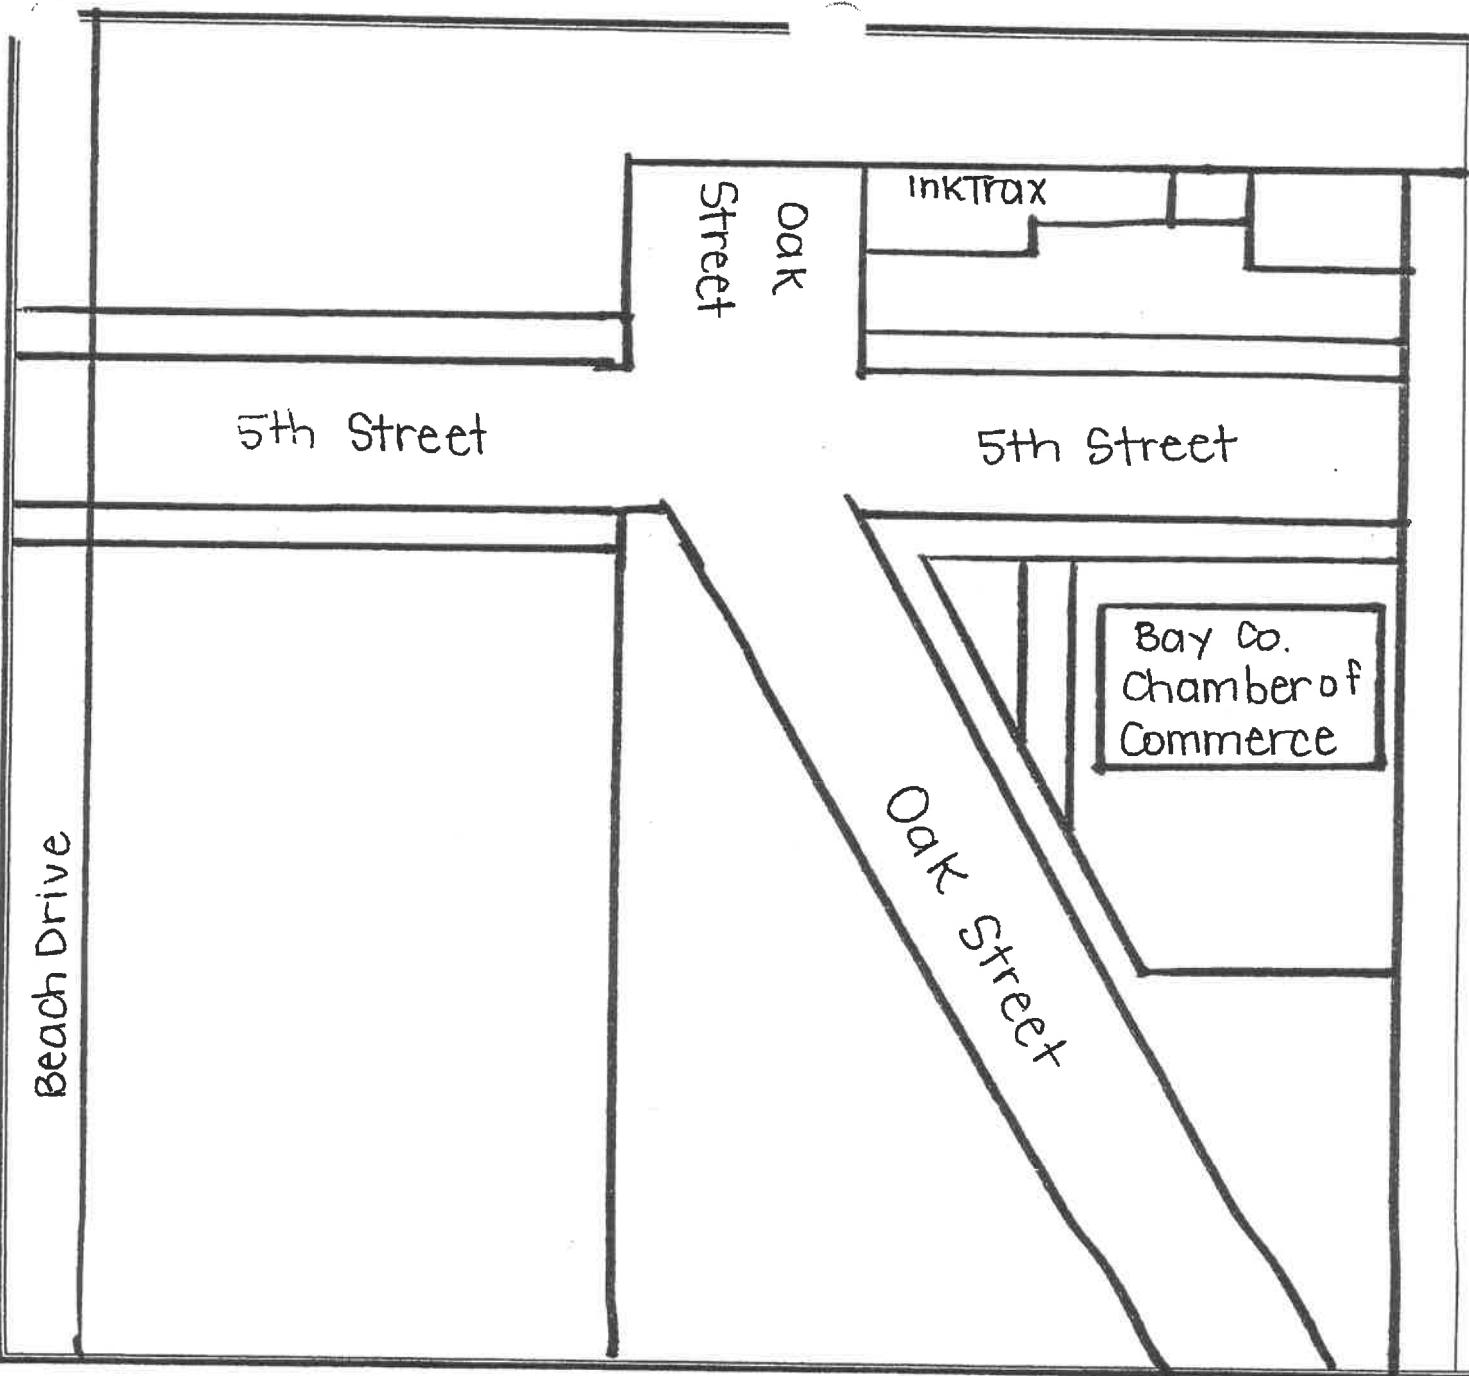 InkTrax
Oak
Street
5th Street
5th Street
Bay Co.
Chamber of
Commerce
Oak Street
Beach Drive